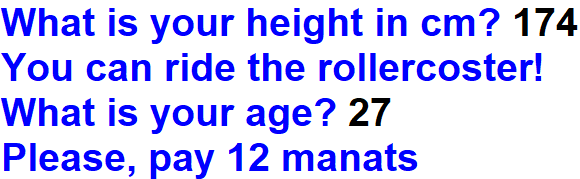 What is your height in cm? 174
You can ride the rollercoster!
What is your age? 27
Please, pay 12 manats